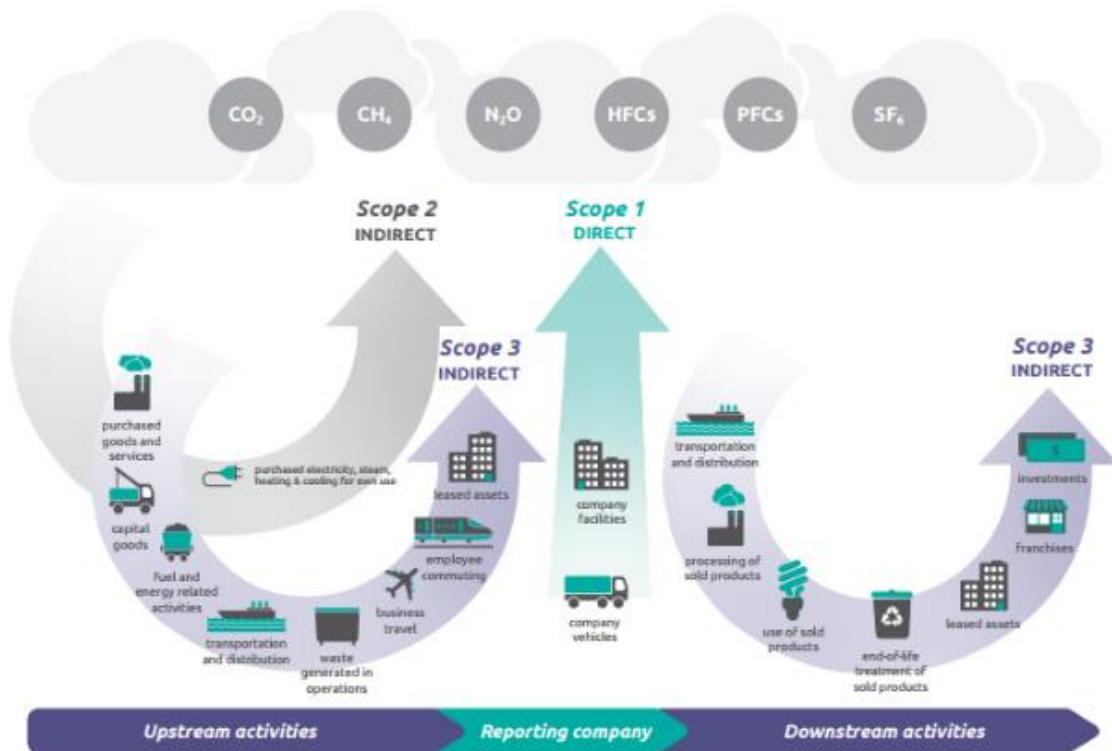 CO₂
CH₄
N₂O
HFCs
PFCs
SF₆
Scope 2
INDIRECT
Scope 1
DIRECT
Scope 3
INDIRECT
Scope 3
INDIRECT
purchased
goods and
services
capital
goods
fuel and
energy related
activities
transportation
and distribution
waste
generated in
operations
business
travel
employee
commuting
leased assets
purchased electricity, steam,
heating & cooling for own use
company
facilities
company
vehicles
transportation
and distribution
processing of
sold products
use of sold
products
end-of-life
treatment of
sold products
leased assets
franchises
investments
$
Upstream activities
Reporting company
Downstream activities